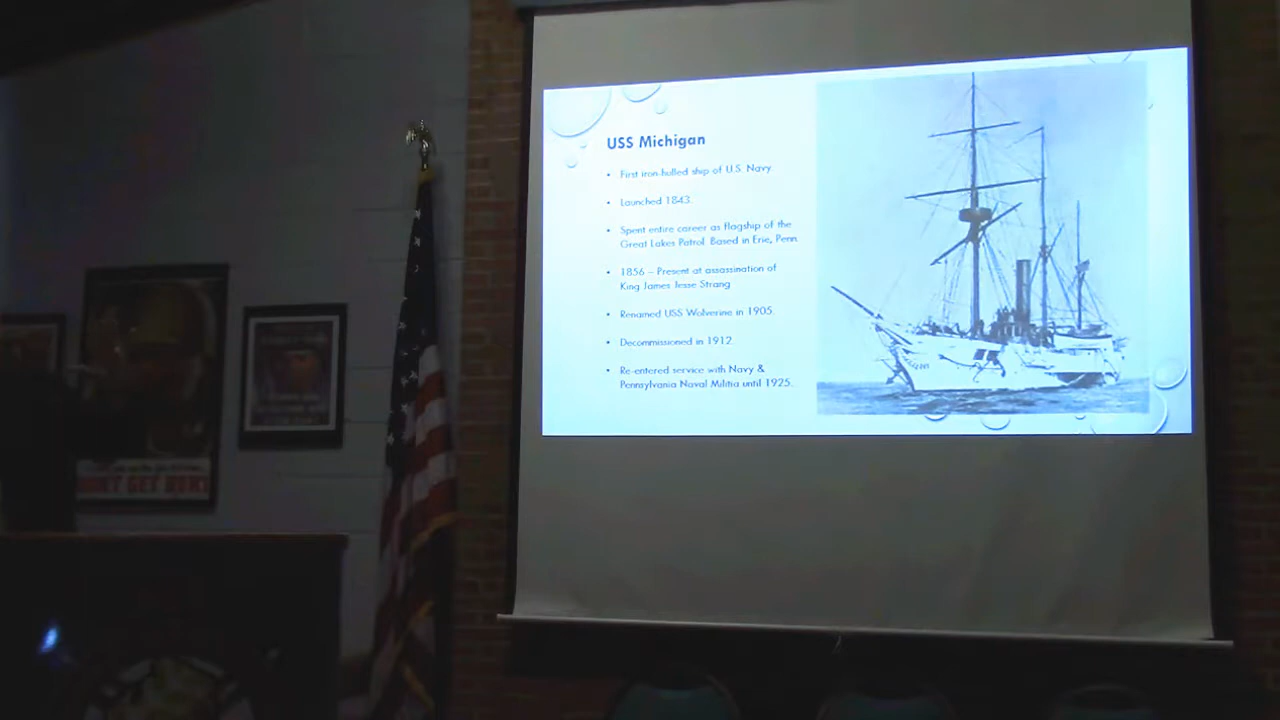 USS Michigan
• First iron-hulled ship of U.S. Navy
• Launched 1843.
• Spent entire career as flagship of the
Great Lakes Patrol. Based in Erie, Penn.
• 1856 – Present at assassination of
King James Jesse Strang
• Renamed USS Wolverine in 1905.
• Decommissioned in 1912.
• Re-entered service with Navy &
Pennsylvania Naval Militia until 1925.
GET HURT